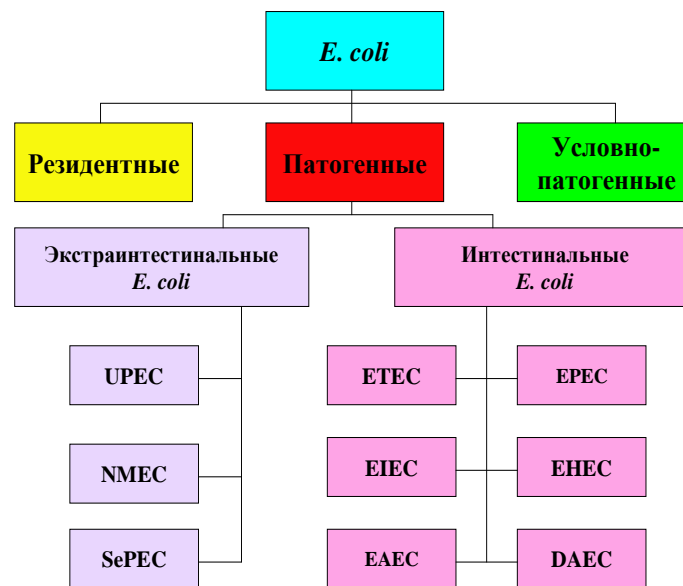 E. coli
Резидентные
Патогенные
Условно-
патогенные
Экстраинтестинальные
E. coli
Интестинальные
E. coli
UPEC
ETEC
EPEC
NMEC
EIEC
EHEC
SePEC
EAEC
DAEC